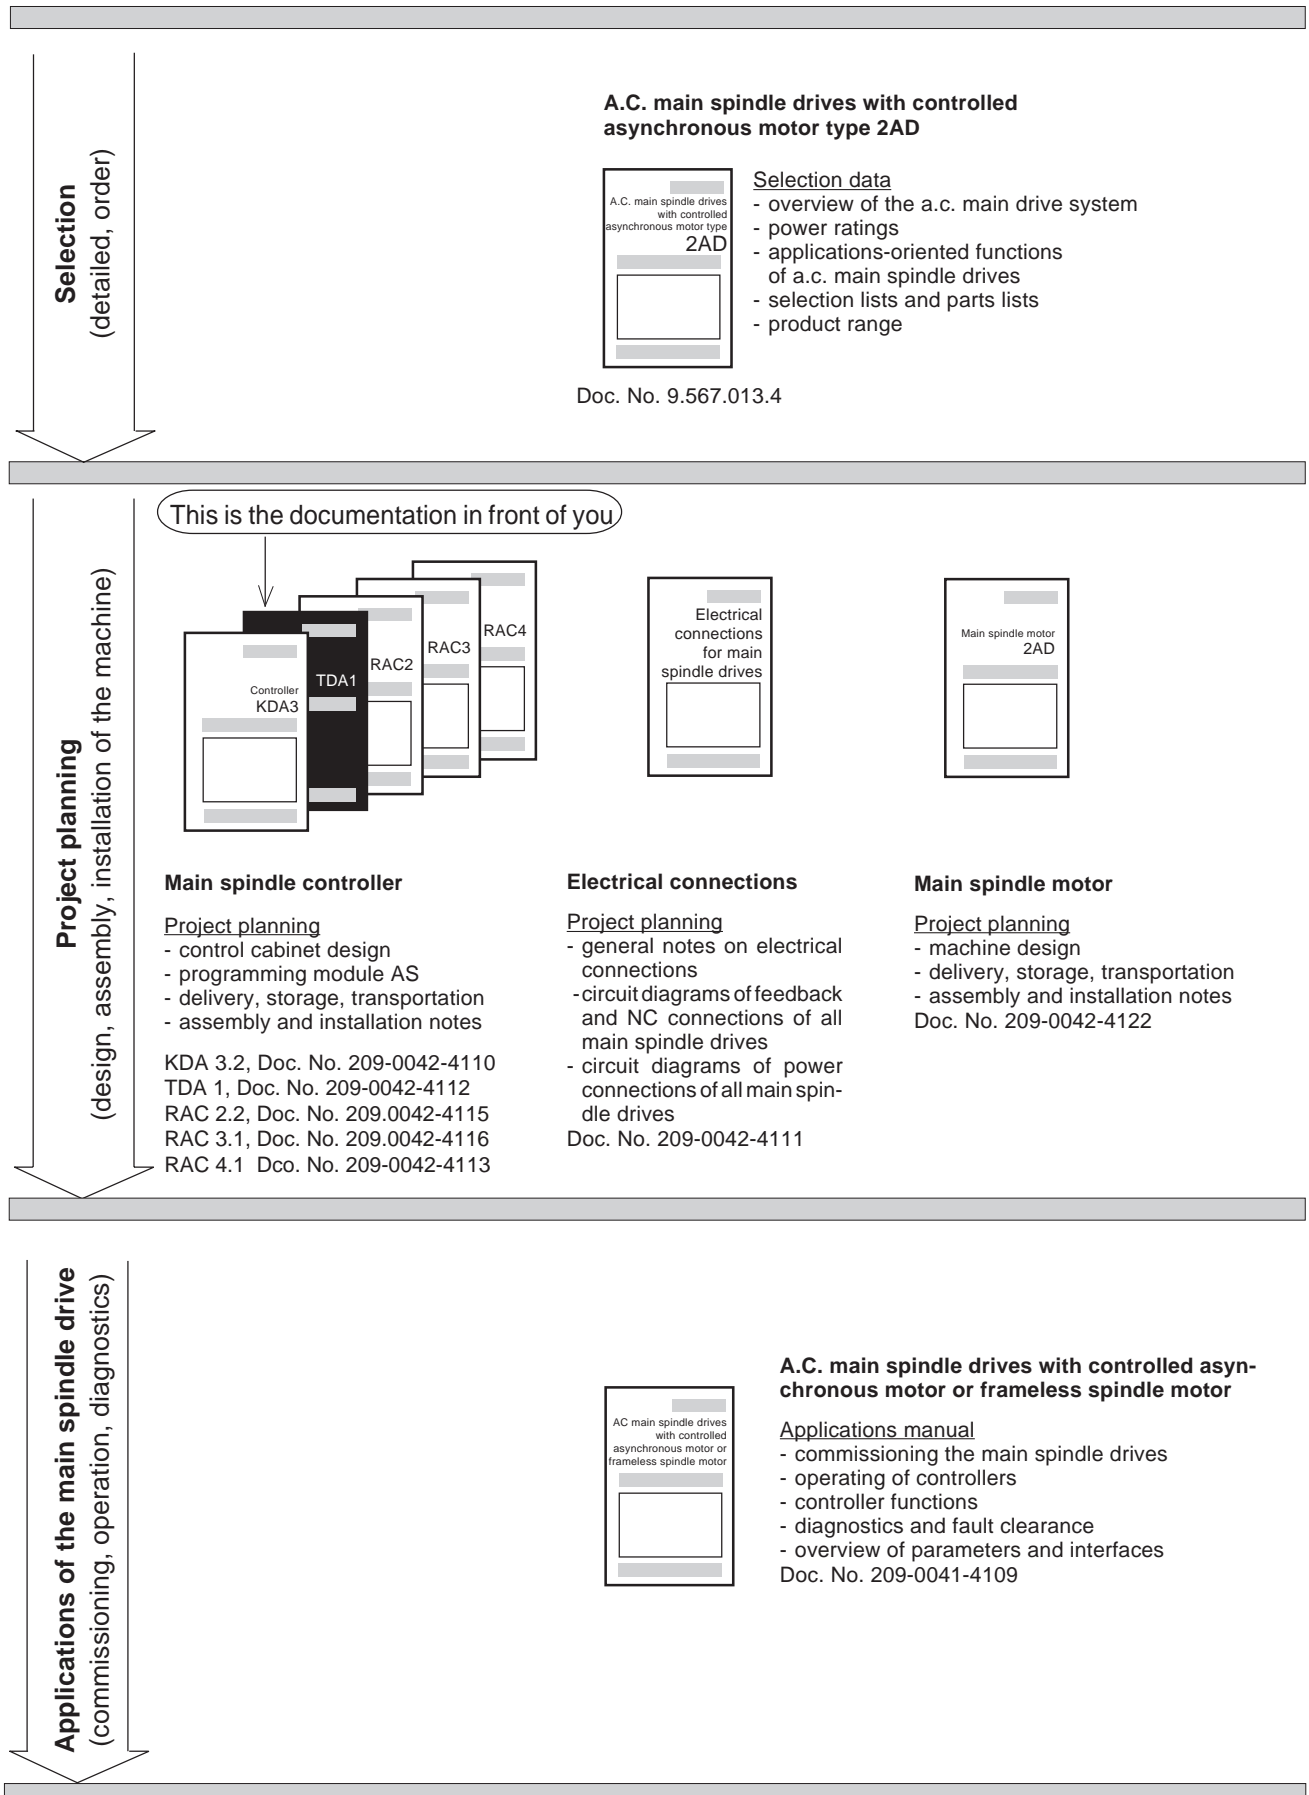 Selection
(detailed, order)
A.C. main spindle drives with controlled
asynchronous motor type 2AD
A.C. main spindle drives
with controlled
asynchronous motor type
2AD
Selection data
- overview of the a.c. main drive system
- power ratings
- applications-oriented functions
of a.c. main spindle drives
- selection lists and parts lists
- product range
Doc. No. 9.567.013.4
Project planning
(design, assembly, installation of the machine)
This is the documentation in front of you
Controller
KDA3
TDA1
RAC2
RAC3
RAC4
Electrical
connections
for main
spindle drives
Main spindle motor
2AD
Main spindle controller
Project planning
- control cabinet design
- programming module AS
- delivery, storage, transportation
- assembly and installation notes
KDA 3.2, Doc. No. 209-0042-4110
TDA 1, Doc. No. 209-0042-4112
RAC 2.2, Doc. No. 209.0042-4115
RAC 3.1, Doc. No. 209.0042-4116
RAC 4.1 Dco. No. 209-0042-4113
Electrical connections
Project planning
- general notes on electrical
connections
-circuit diagrams of feedback
and NC connections of all
main spindle drives
- circuit diagrams of power
connections of all main spin-
dle drives
Doc. No. 209-0042-4111
Main spindle motor
Project planning
- machine design
- delivery, storage, transportation
- assembly and installation notes
Doc. No. 209-0042-4122
Applications of the main spindle drive
(commissioning, operation, diagnostics)
AC main spindle drives
with controlled
asynchronous motor or
frameless spindle motor
A.C. main spindle drives with controlled asyn-
chronous motor or frameless spindle motor
Applications manual
- commissioning the main spindle drives
- operating of controllers
- controller functions
- diagnostics and fault clearance
- overview of parameters and interfaces
Doc. No. 209-0041-4109